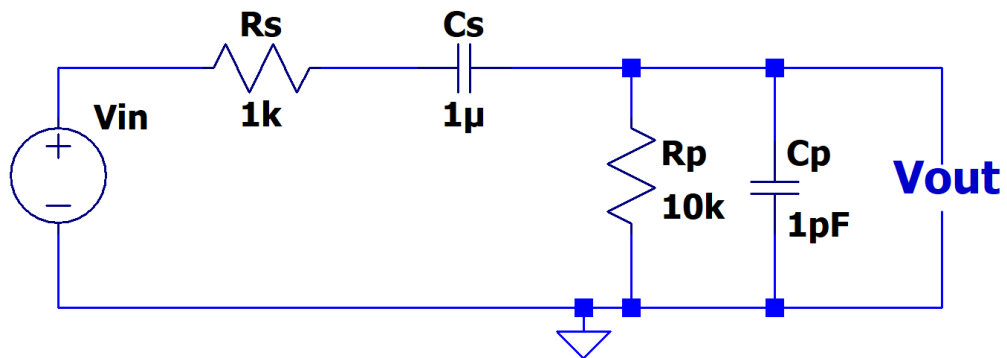 Rs
1k
Cs
1µ
Vin
+
−
Rp
10k
Cp
1pF
Vout